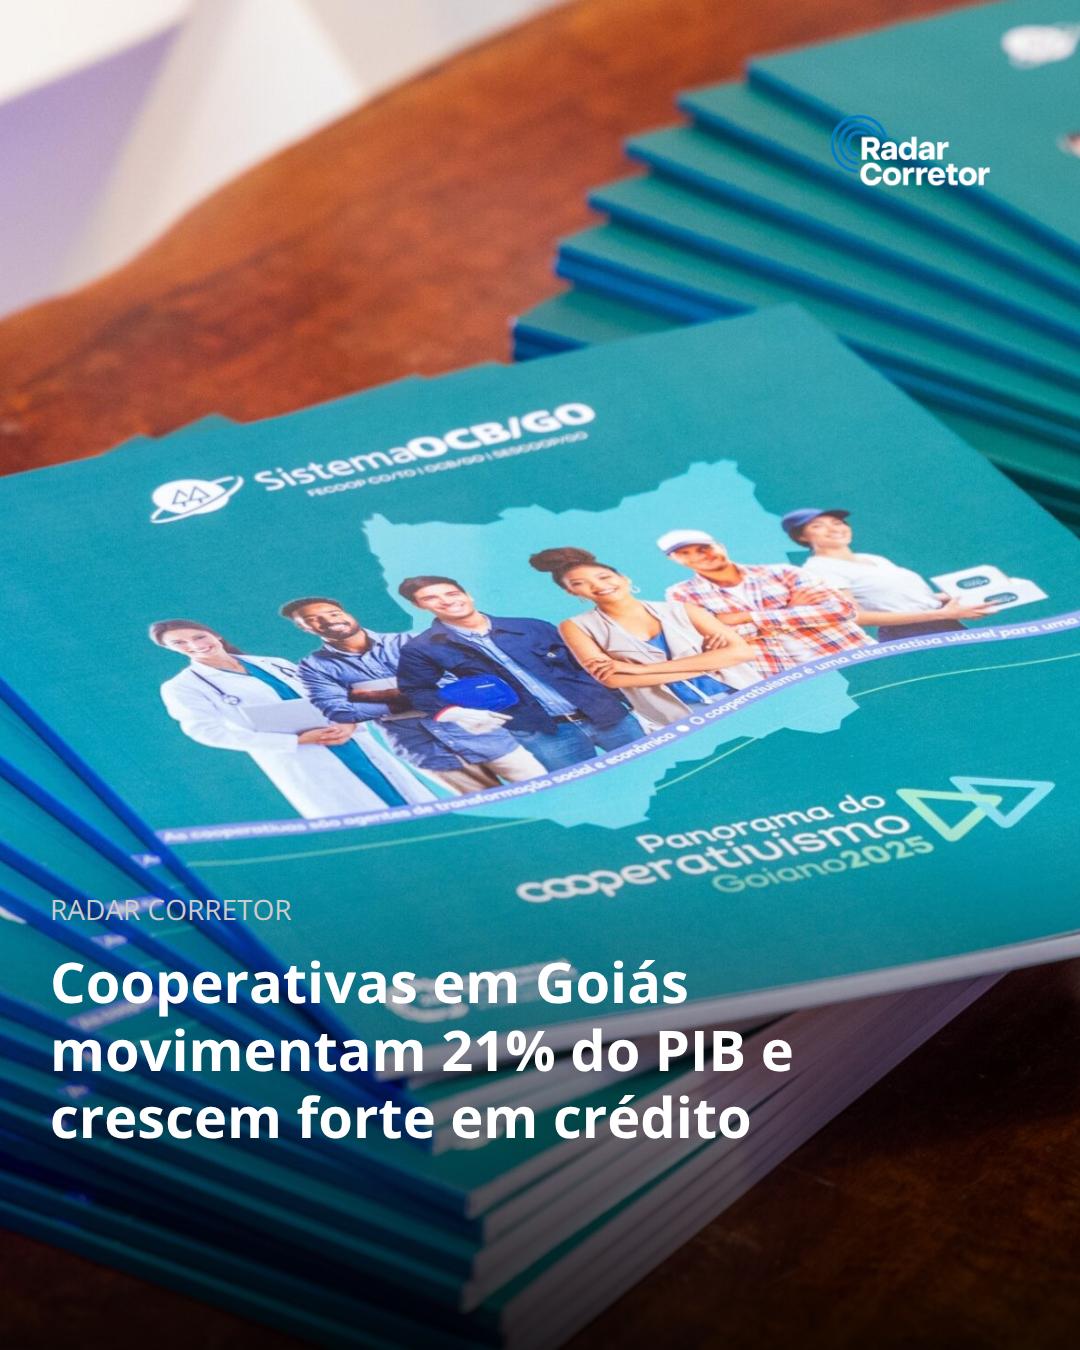 Radar
Corretor
SistemaOCB/GO
FECOOP CO/TO | OCB/GO | SESCOOP/GO
As cooperativas são agentes de transformação social e econômica ● O cooperativismo é uma alternativa viável para uma
Panorama do
cooperativismo
Goiano2025
RADAR CORRETOR
Cooperativas em Goiás
movimentam 21% do PIB e
crescem forte em crédito